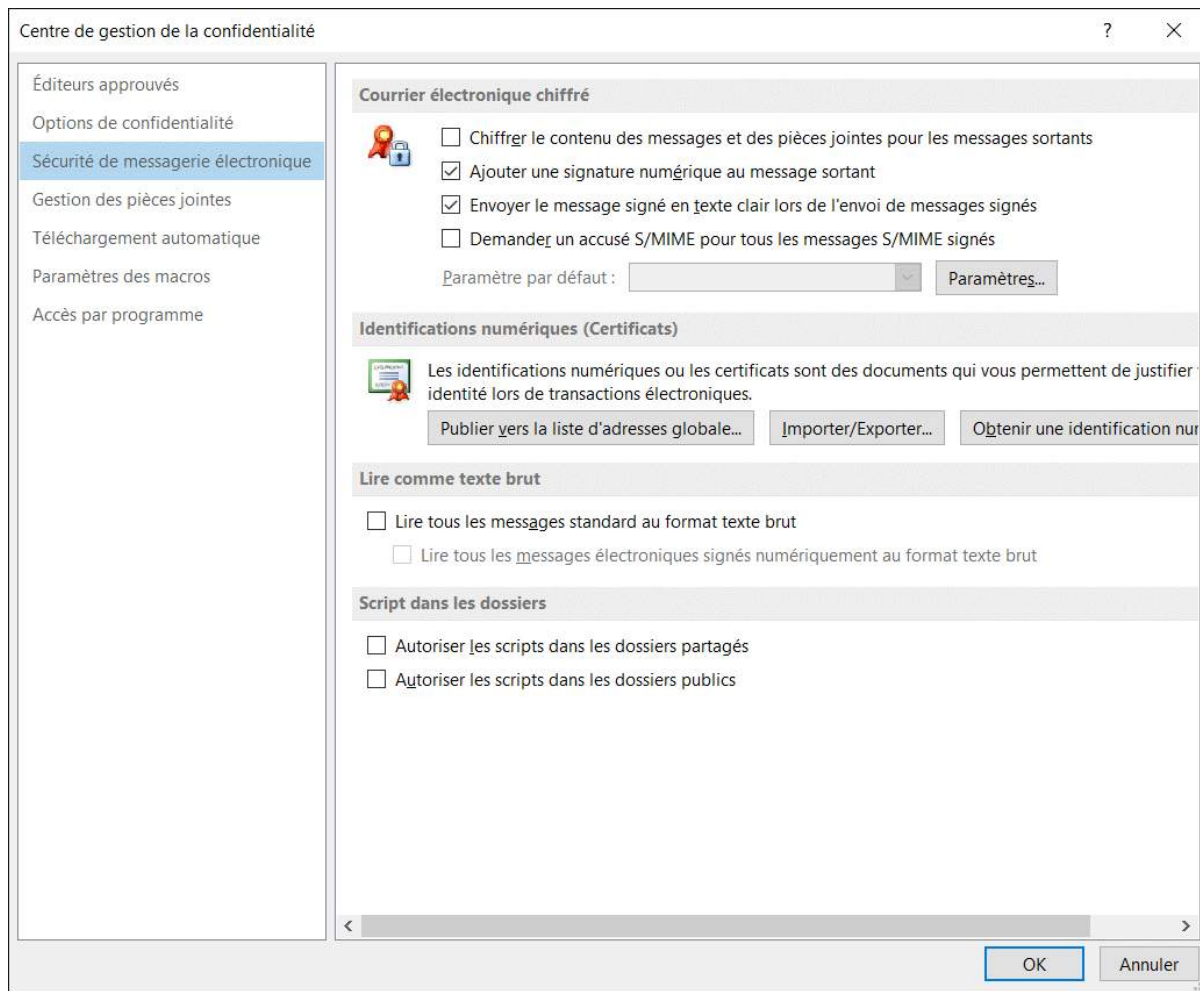 Centre de gestion de la confidentialité
?
Éditeurs approuvés
Options de confidentialité
Sécurité de messagerie électronique
Gestion des pièces jointes
Téléchargement automatique
Paramètres des macros
Accès par programme
Courrier électronique chiffré
Chiffrer le contenu des messages et des pièces jointes pour les messages sortants
Ajouter une signature numérique au message sortant
Envoyer le message signé en texte clair lors de l'envoi de messages signés
Demander un accusé S/MIME pour tous les messages S/MIME signés
Paramètre par défaut :
Paramètres...
Identifications numériques (Certificats)
Les identifications numériques ou les certificats sont des documents qui vous permettent de justifier
identité lors de transactions électroniques.
Publier vers la liste d'adresses globale...
Importer/Exporter...
Obtenir une identification
Lire comme texte brut
Lire tous les messages standard au format texte brut
Lire tous les messages électroniques signés numériquement au format texte brut
Script dans les dossiers
Autoriser les scripts dans les dossiers partagés
Autoriser les scripts dans les dossiers publics
OK
Annuler